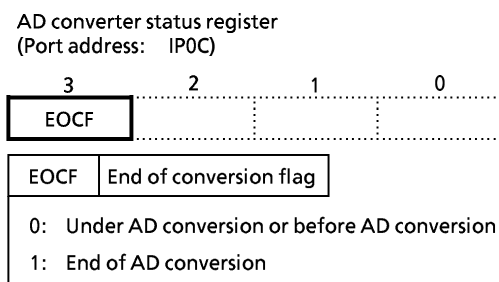 AD converter status register
(Port address: IP0C)
3 2 1 0
EOCF
EOCF End of conversion flag
0: Under AD conversion or before AD conversion
1: End of AD conversion